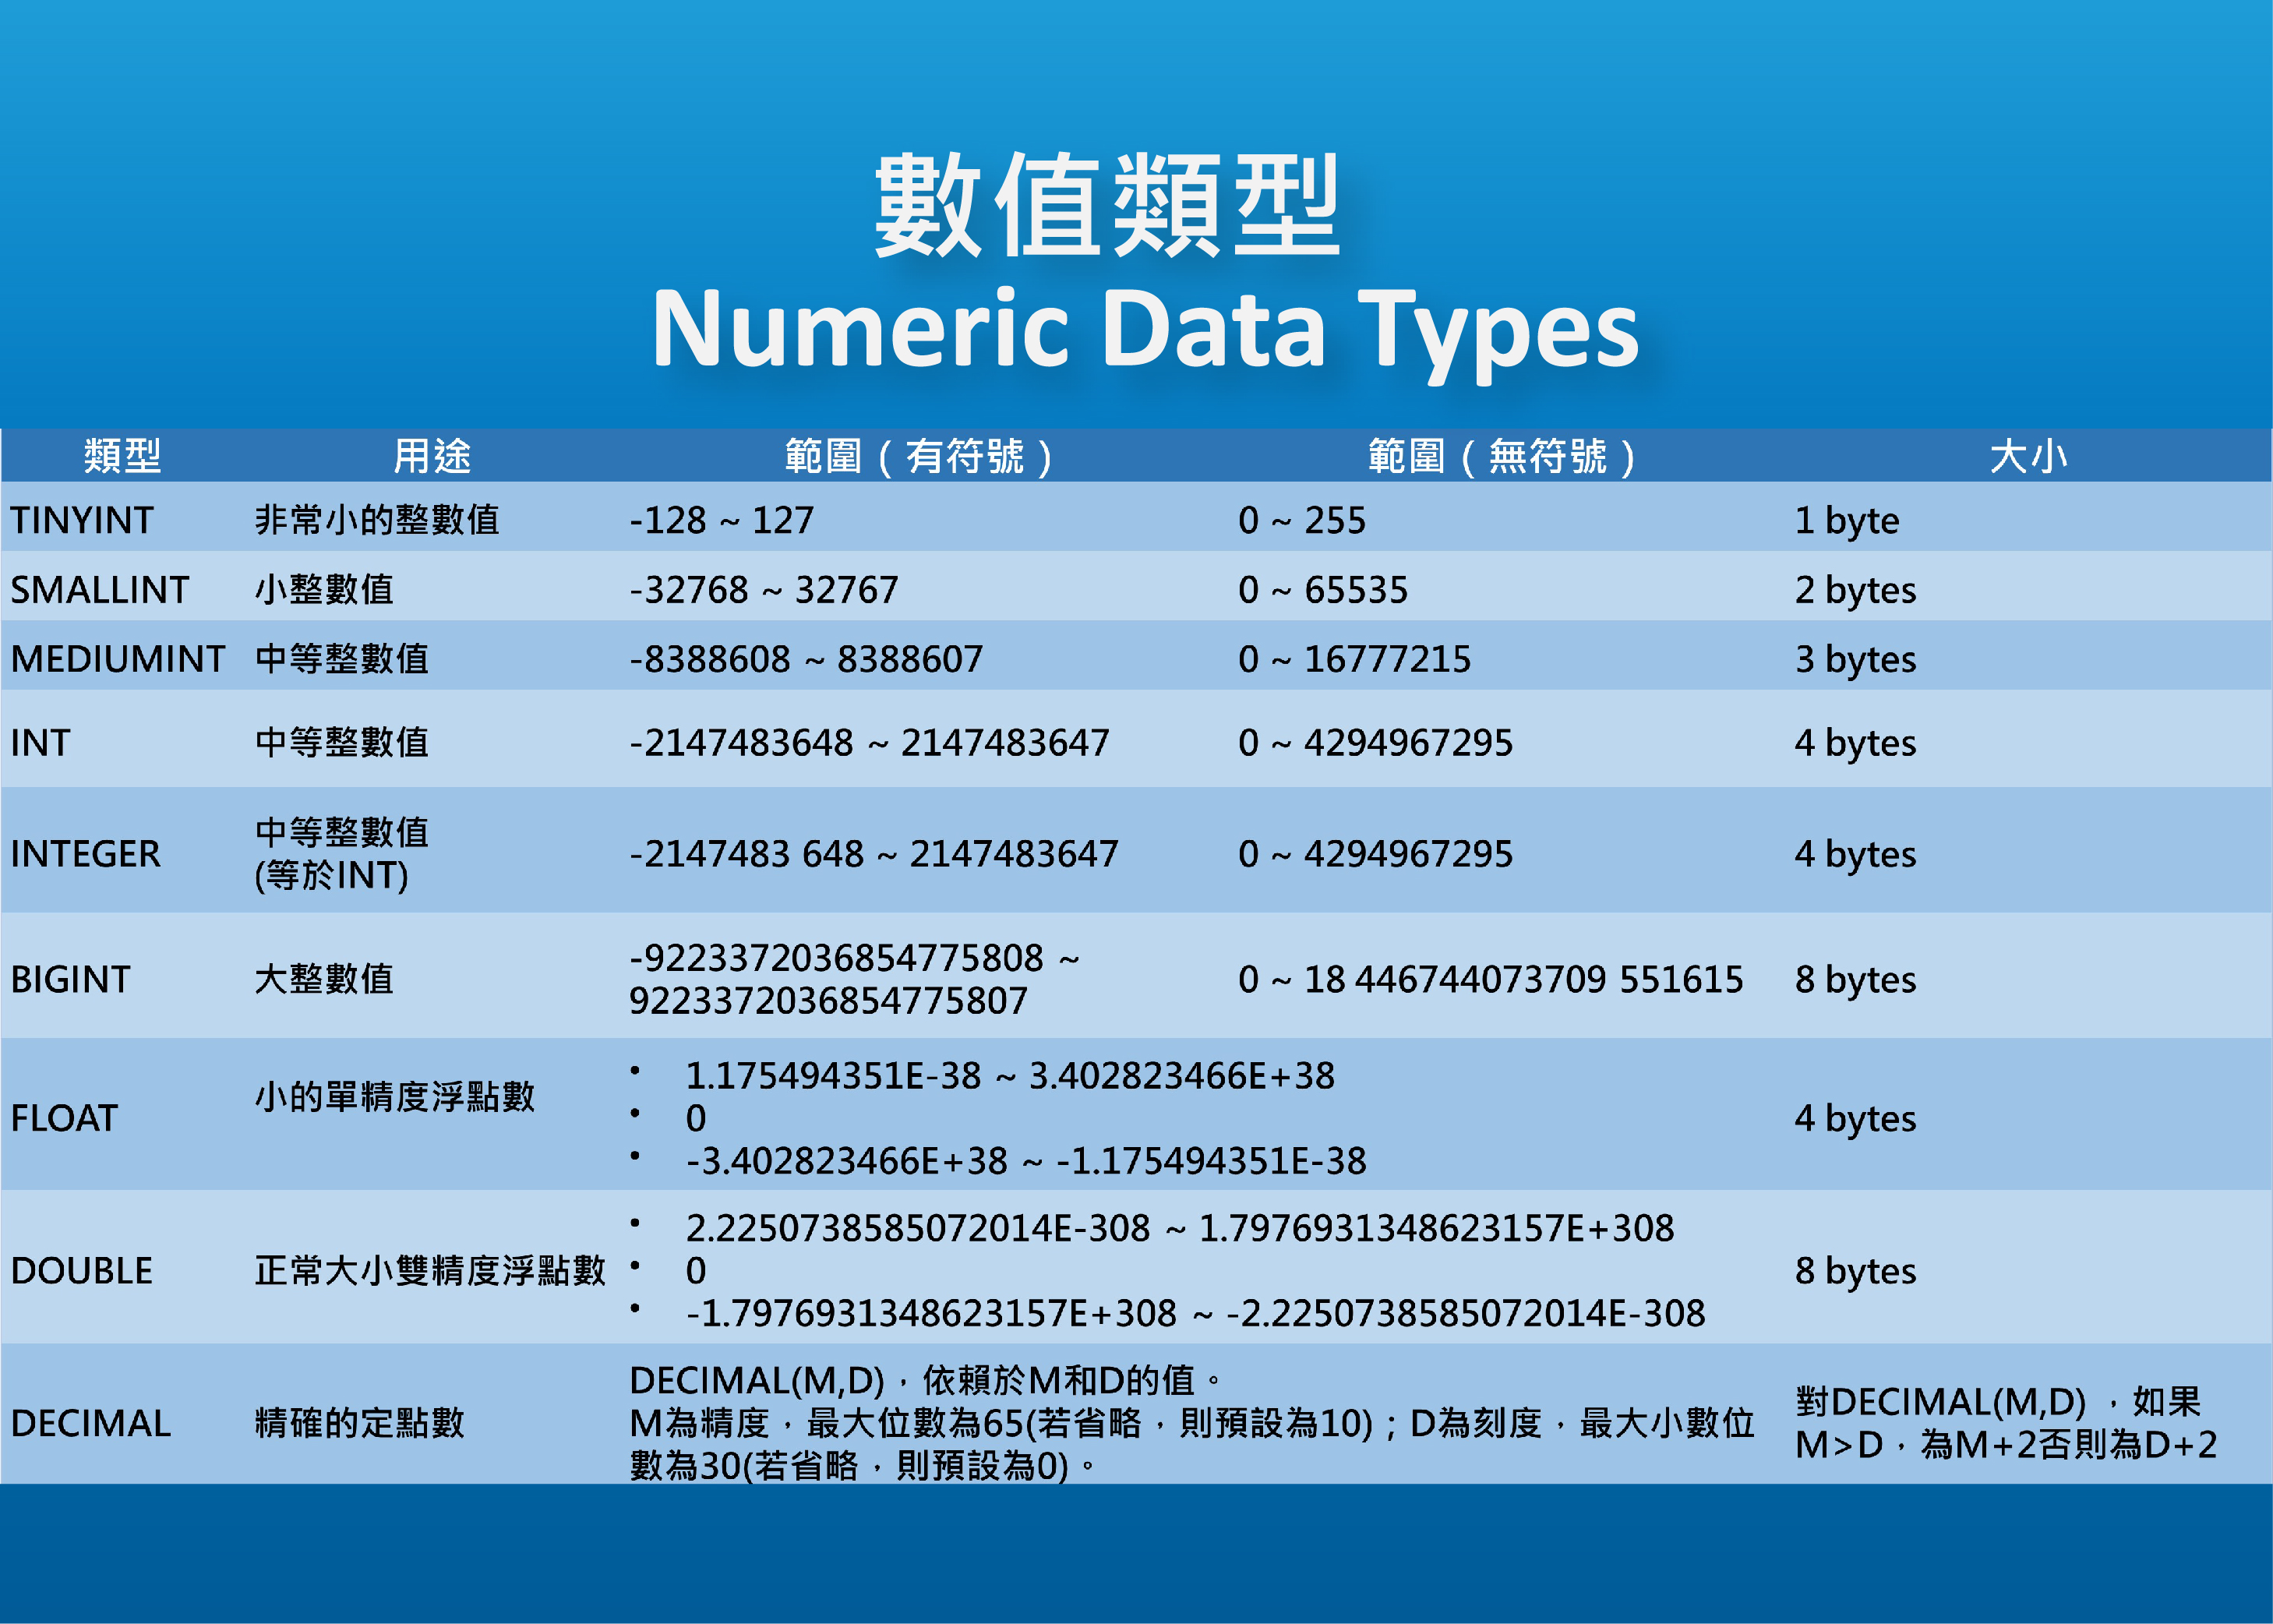 數值類型
Numeric Data Types
類型 用途 範圍（有符號） 範圍（無符號） 大小
TINYINT 非常小的整數值 -128 ~ 127 0 ~ 255 1 byte
SMALLINT 小整數值 -32768 ~ 32767 0 ~ 65535 2 bytes
MEDIUMINT 中等整數值 -8388608 ~ 8388607 0 ~ 16777215 3 bytes
INT 中等整數值 -2147483648 ~ 2147483647 0 ~ 4294967295 4 bytes
INTEGER 中等整數值
(等於INT) -2147483 648 ~ 2147483647 0 ~ 4294967295 4 bytes
BIGINT 大整數值 -9223372036854775808 ~
9223372036854775807 0 ~ 18 446744073709 551615 8 bytes
FLOAT 小的單精度浮點數
• 1.175494351E-38 ~ 3.402823466E+38
• 0
• -3.402823466E+38 ~ -1.175494351E-38
4 bytes
DOUBLE 正常大小雙精度浮點數
• 2.2250738585072014E-308 ~ 1.7976931348623157E+308
• 0
• -1.7976931348623157E+308 ~ -2.2250738585072014E-308
8 bytes
DECIMAL 精確的定點數
DECIMAL(M,D)，依賴於M和D的值。
M為精度，最大位數為65(若省略，則預設為10)；D為刻度，最大小數位
數為30(若省略，則預設為0)。
對DECIMAL(M,D) ，如果
M>D，為M+2否則為D+2